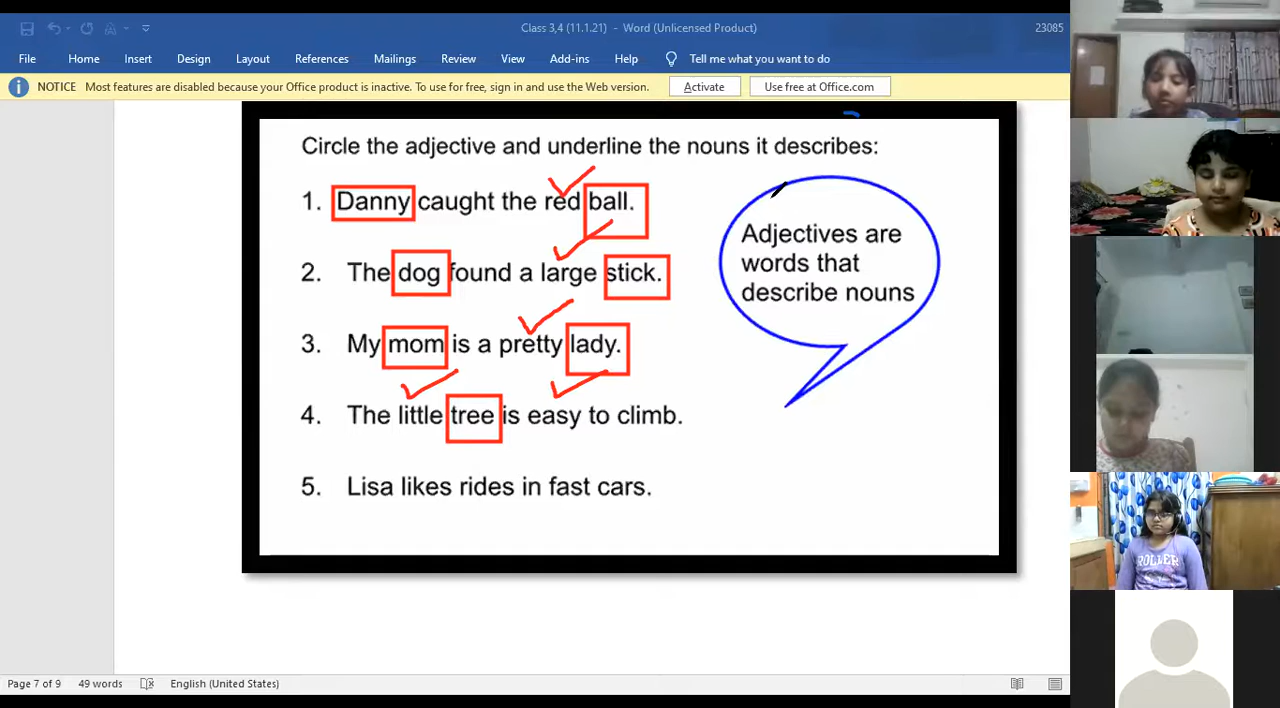 Class 3,4 (11.1.21) - Word (Unlicensed Product)
23085
File Home Insert Design Layout References Mailings Review View Add-ins Help Tell me what you want to do
NOTICE Most features are disabled because your Office product is inactive. To use for free, sign in and use the Web version. Activate Use free at Office.com
Circle the adjective and underline the nouns it describes:
1. Danny caught the red ball.
2. The dog found a large stick.
3. My mom is a pretty lady.
4. The little tree is easy to climb.
5. Lisa likes rides in fast cars.
Adjectives are
words that
describe nouns
ROLLER
Page 7 of 9 49 words English (United States)